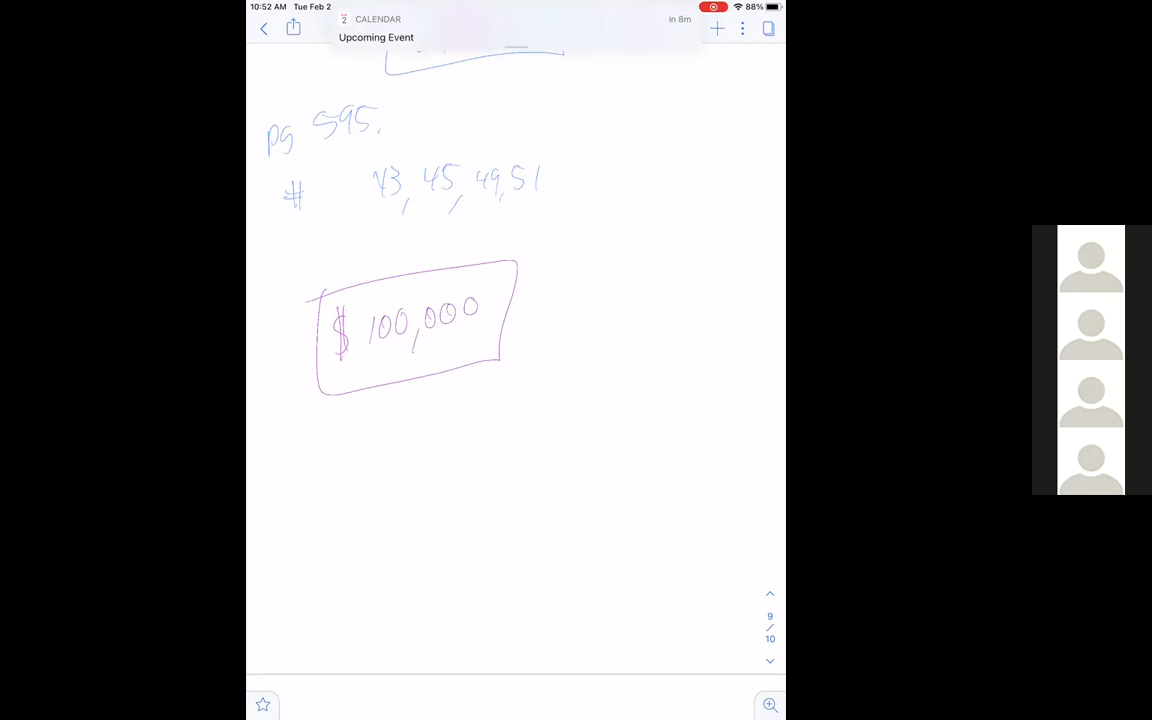 10:52 AM Tue Feb 2
88%
2 CALENDAR
in 8m
Upcoming Event
pg 595.
# 43, 45, 49, 51
$ 100,000
9
/
10